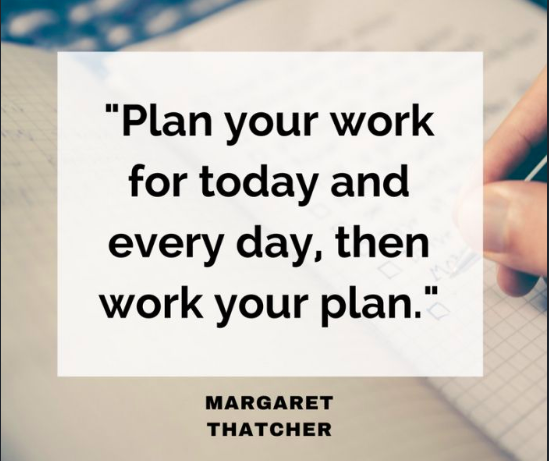 "Plan your work
for today and
every day, then
work your plan."
MARGARET
THATCHER